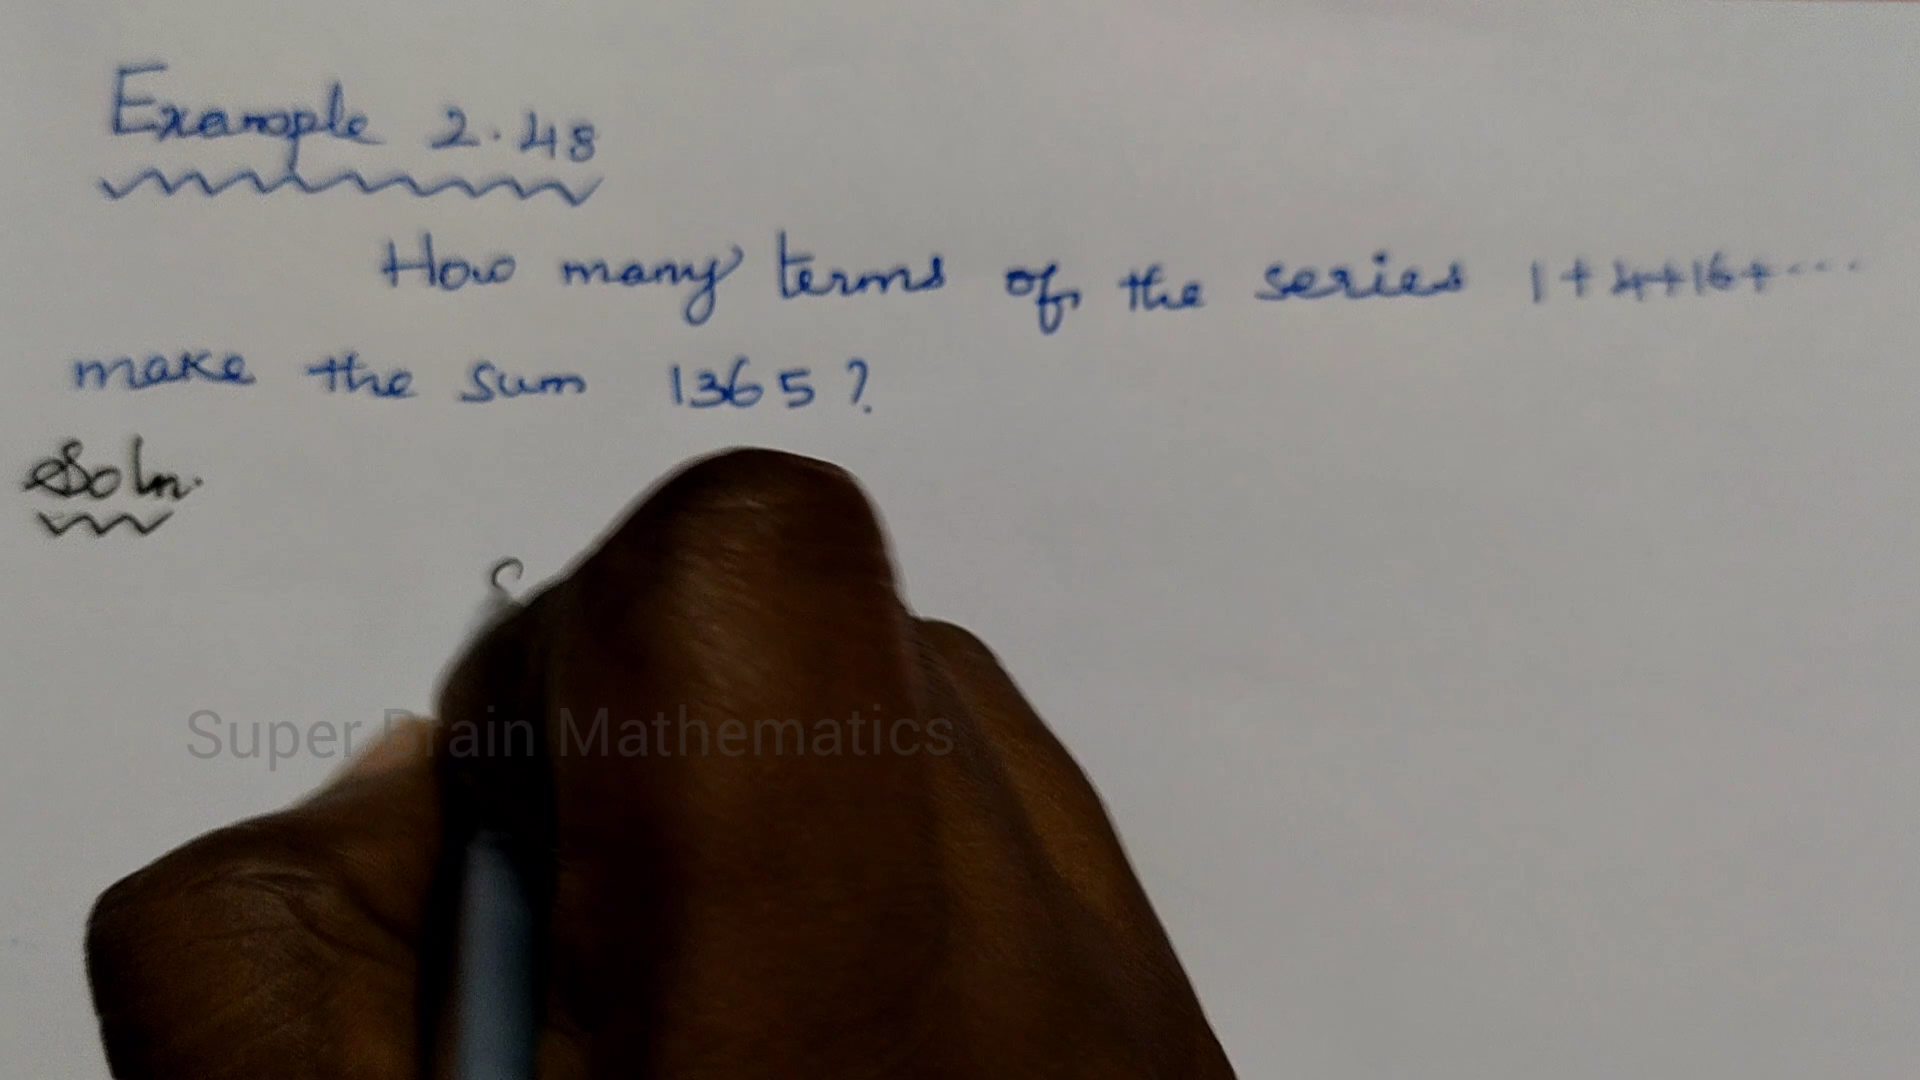 Example 2.48
How many terms of the series 1+4+16+...
make the sum 1365?
Soln.
S
Super Brain Mathematics